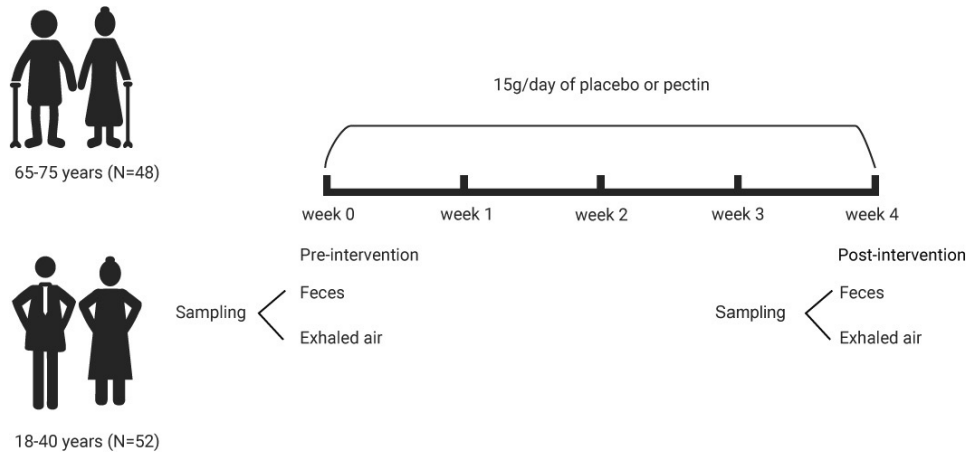 15g/day of placebo or pectin
65-75 years (N=48)
week 0 week 1 week 2 week 3 week 4
Pre-intervention Post-intervention
Sampling Feces Sampling Feces
Exhaled air Exhaled air
18-40 years (N=52)